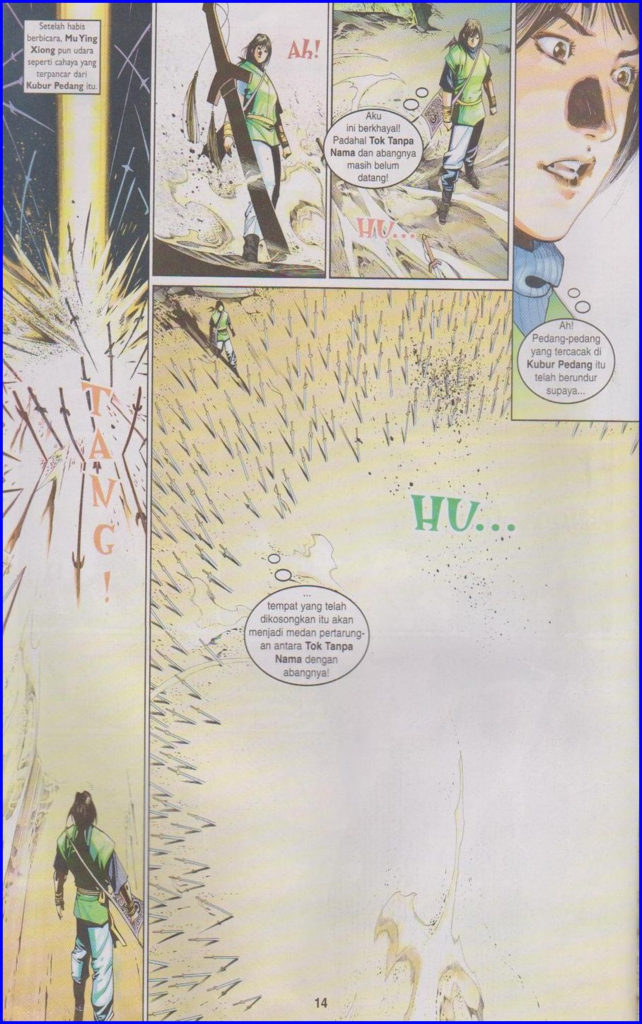 Setelah habis
berbicara, Mu Ying
Xiong pun udara
seperti cahaya yang
terpancar dari
Kubur Pedang itu.
TANG!
Ah!
Aku
ini berkhayal!
Padahal Tok Tanpa
Nama dan abangnya
masih belum
datang!
HU...
Ah!
Pedang-pedang
yang tercacak di
Kubur Pedang itu
telah berundur
supaya...
HU...
...
tempat yang telah
dikosongkan itu akan
menjadi medan pertarung-
an antara Tok Tanpa
Nama dengan
abangnya!
14